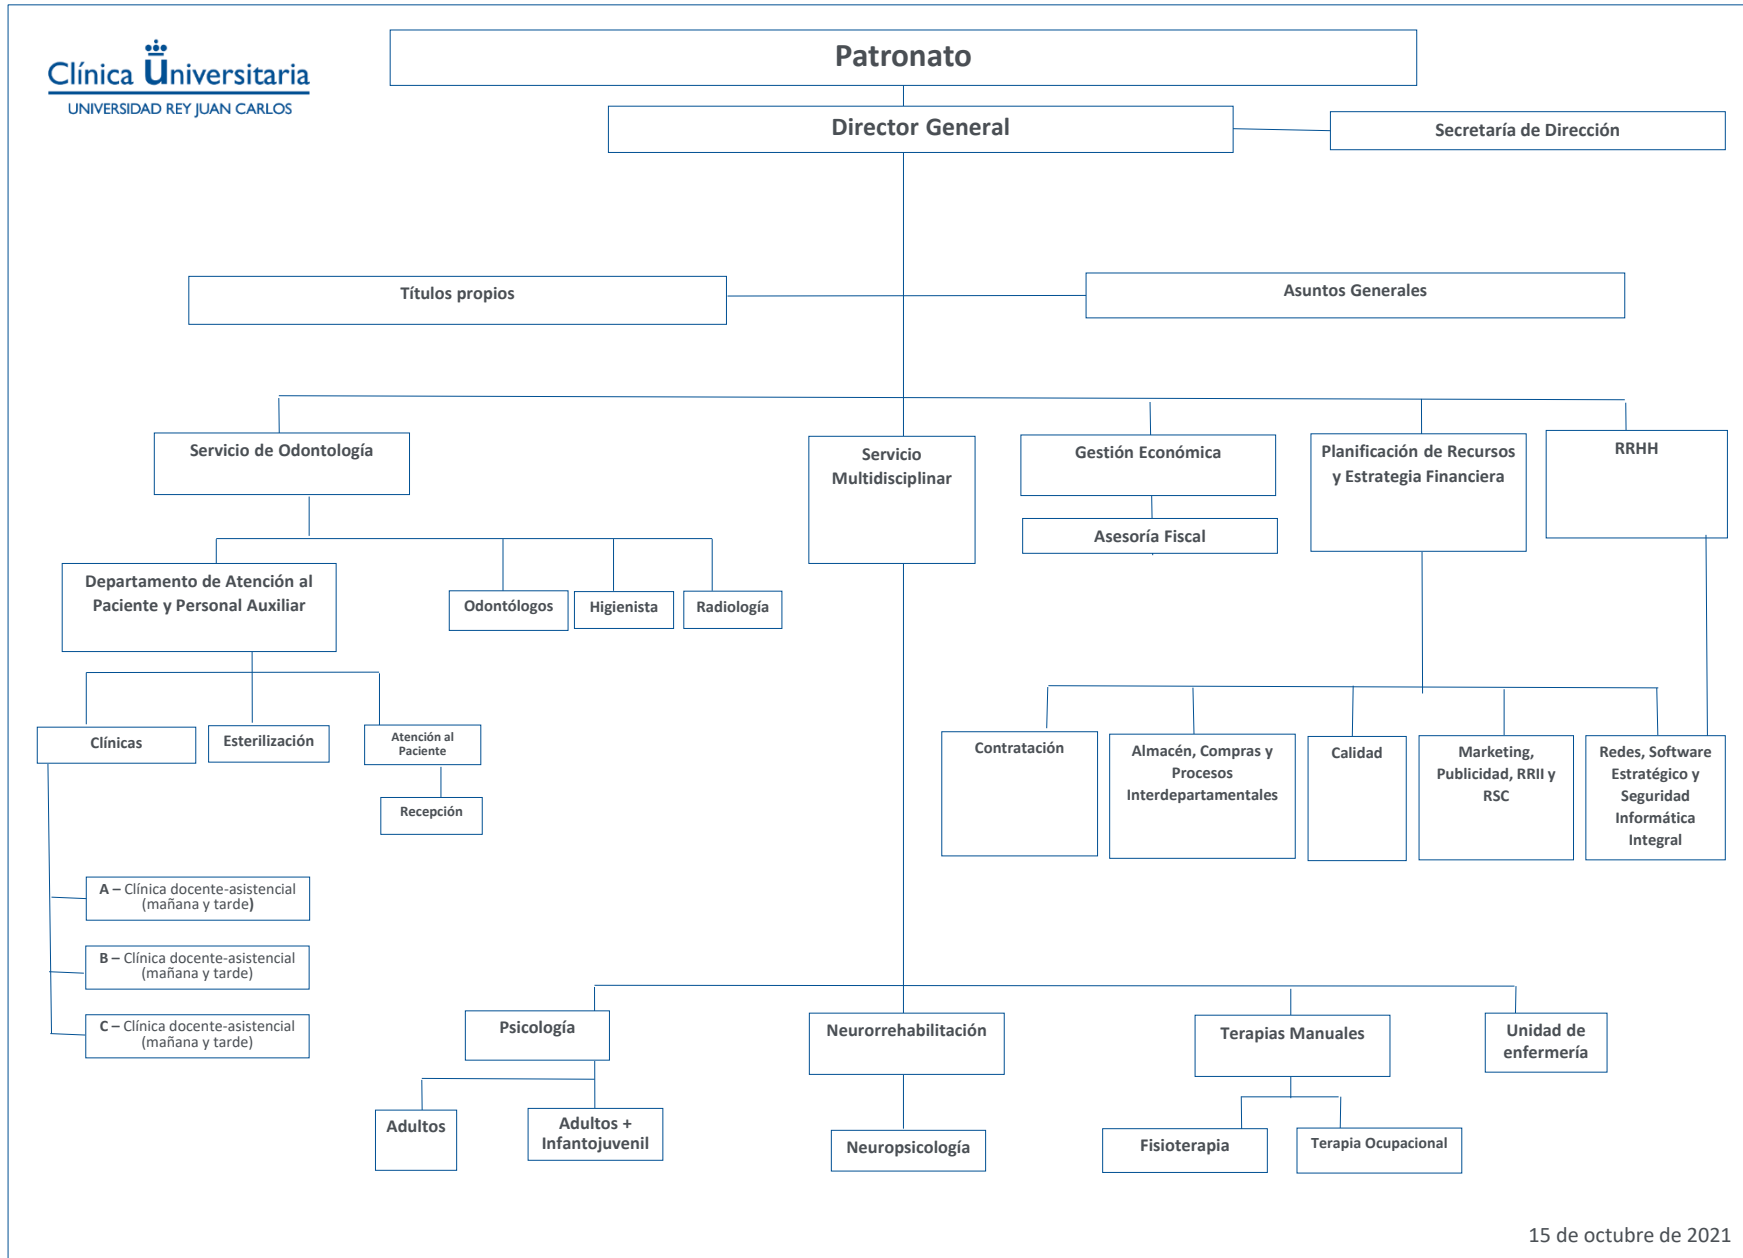 Clínica Universitaria
UNIVERSIDAD REY JUAN CARLOS
Patronato
Director General
Secretaría de Dirección
Títulos propios
Asuntos Generales
Servicio de Odontología
Servicio
Multidisciplinar
Gestión Económica
Planificación de Recursos
y Estrategia Financiera
RRHH
Asesoría Fiscal
Departamento de Atención al
Paciente y Personal Auxiliar
Odontólogos
Higienista
Radiología
Clínicas
Esterilización
Atención al
Paciente
Recepción
Contratación
Almacén, Compras y
Procesos
Interdepartamentales
Calidad
Marketing,
Publicidad, RRII y
RSC
Redes, Software
Estratégico y
Seguridad
Informática
Integral
A – Clínica docente-asistencial
(mañana y tarde)
B – Clínica docente-asistencial
(mañana y tarde)
C – Clínica docente-asistencial
(mañana y tarde)
Psicología
Neurorrehabilitación
Terapias Manuales
Unidad de
enfermería
Adultos
Adultos +
Infantojuvenil
Neuropsicología
Fisioterapia
Terapia Ocupacional
15 de octubre de 2021